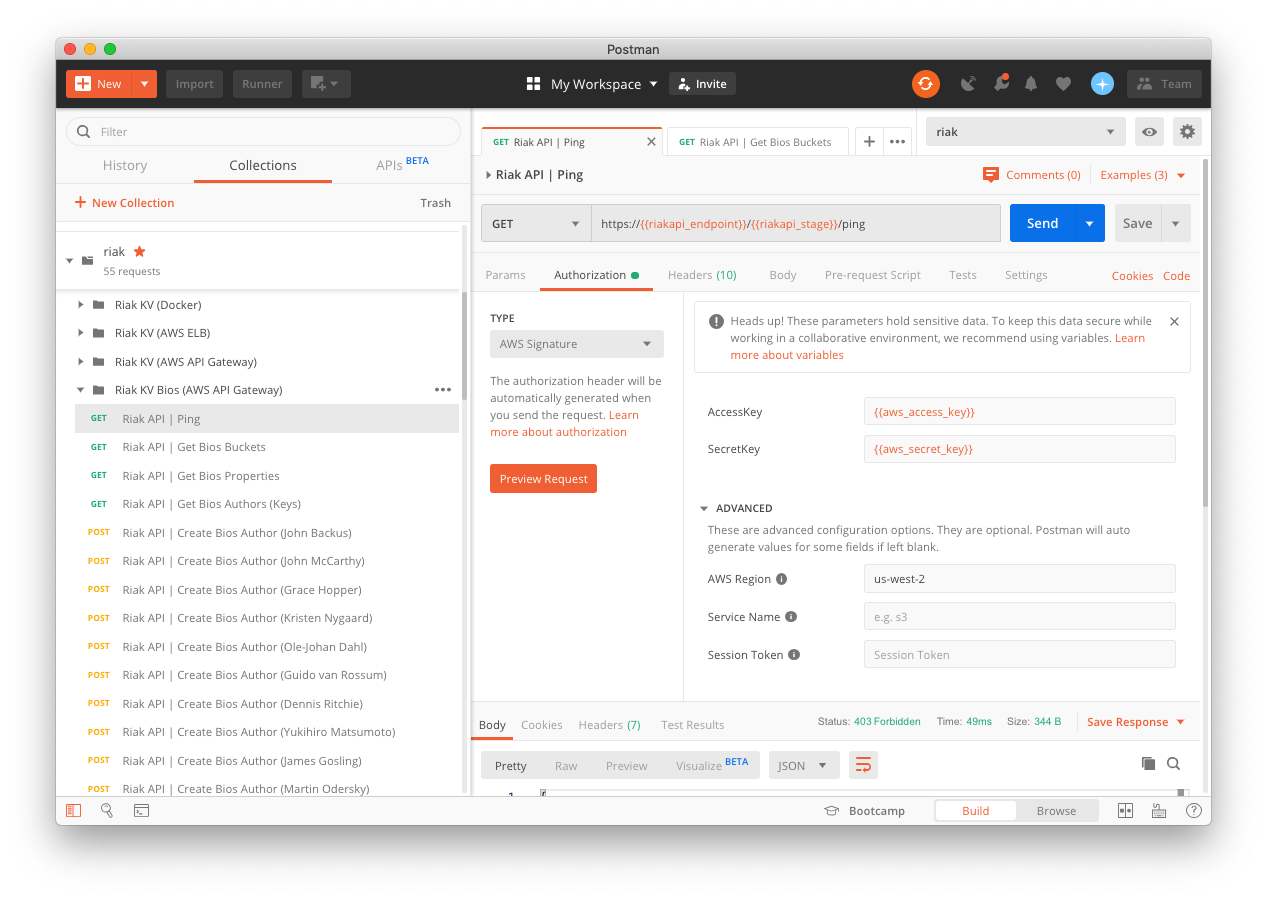 Postman
New
Import
Runner
My Workspace
Invite
Team
Filter
History
Collections
APIs BETA
New Collection
Trash
riak
55 requests
Riak KV (Docker)
Riak KV (AWS ELB)
Riak KV (AWS API Gateway)
Riak KV Bios (AWS API Gateway)
GET Riak API | Ping
GET Riak API | Get Bios Buckets
GET Riak API | Get Bios Properties
GET Riak API | Get Bios Authors (Keys)
POST Riak API | Create Bios Author (John Backus)
POST Riak API | Create Bios Author (John McCarthy)
POST Riak API | Create Bios Author (Grace Hopper)
POST Riak API | Create Bios Author (Kristen Nygaard)
POST Riak API | Create Bios Author (Ole-Johan Dahl)
POST Riak API | Create Bios Author (Guido van Rossum)
POST Riak API | Create Bios Author (Dennis Ritchie)
POST Riak API | Create Bios Author (Yukihiro Matsumoto)
POST Riak API | Create Bios Author (James Gosling)
POST Riak API | Create Bios Author (Martin Odersky)
GET Riak API | Ping
GET Riak API | Get Bios Buckets
riak
Riak API | Ping
Comments (0)
Examples (3)
GET
https://{{riakapi_endpoint}}/{{riakapi_stage}}/ping
Send
Save
Params
Authorization
Headers (10)
Body
Pre-request Script
Tests
Settings
Cookies
Code
TYPE
AWS Signature
The authorization header will be
automatically generated when
you send the request. Learn
more about authorization
Preview Request
Heads up! These parameters hold sensitive data. To keep this data secure while
working in a collaborative environment, we recommend using variables. Learn
more about variables
AccessKey
{{aws_access_key}}
SecretKey
{{aws_secret_key}}
ADVANCED
These are advanced configuration options. They are optional. Postman will auto
generate values for some fields if left blank.
AWS Region
us-west-2
Service Name
e.g. s3
Session Token
Session Token
Body
Cookies
Headers (7)
Test Results
Status: 403 Forbidden
Time: 49ms
Size: 344 B
Save Response
Pretty
Raw
Preview
Visualize BETA
JSON
1
Bootcamp
Build
Browse